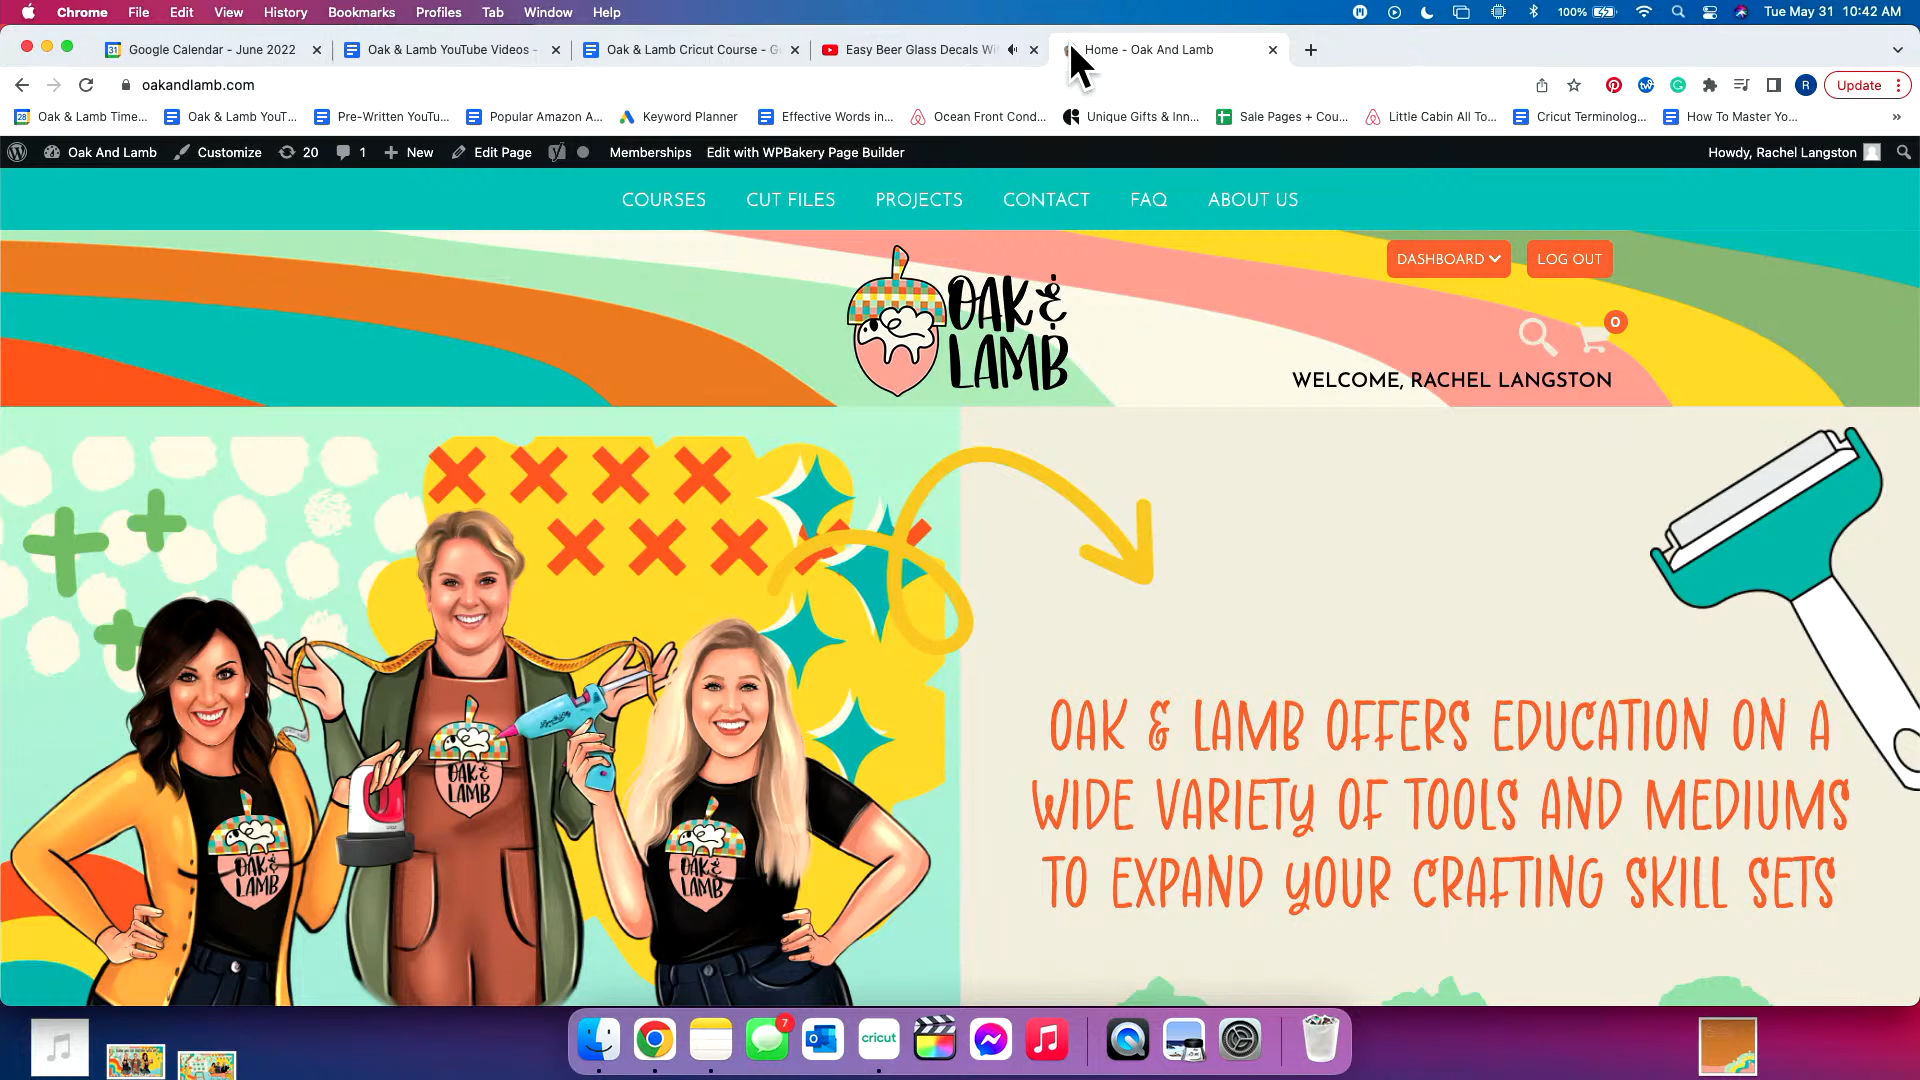 Chrome File Edit View History Bookmarks Profiles Tab Window Help 100% Tue May 31 10:42 AM
Google Calendar - June 2022 Oak & Lamb YouTube Videos - Oak & Lamb Cricut Course - G Easy Beer Glass Decals Wi Home - Oak And Lamb
oakandlamb.com R Update
Oak & Lamb Time... Oak & Lamb YouT... Pre-Written YouTu... Popular Amazon A... Keyword Planner Effective Words in... Ocean Front Cond... Unique Gifts & Inn... Sale Pages + Cou... Little Cabin All To... Cricut Terminolog... How To Master Yo... »
Oak And Lamb Customize 20 1 New Edit Page Memberships Edit with WPBakery Page Builder Howdy, Rachel Langston
COURSES CUT FILES PROJECTS CONTACT FAQ ABOUT US
DASHBOARD LOG OUT
OAK &
LAMB
0
WELCOME, RACHEL LANGSTON
OAK & LAMB OFFERS EDUCATION ON A
WIDE VARIETY OF TOOLS AND MEDIUMS
TO EXPAND YOUR CRAFTING SKILL SETS
OAK &
LAMB
OAK &
LAMB
OAK &
LAMB
7
cricut